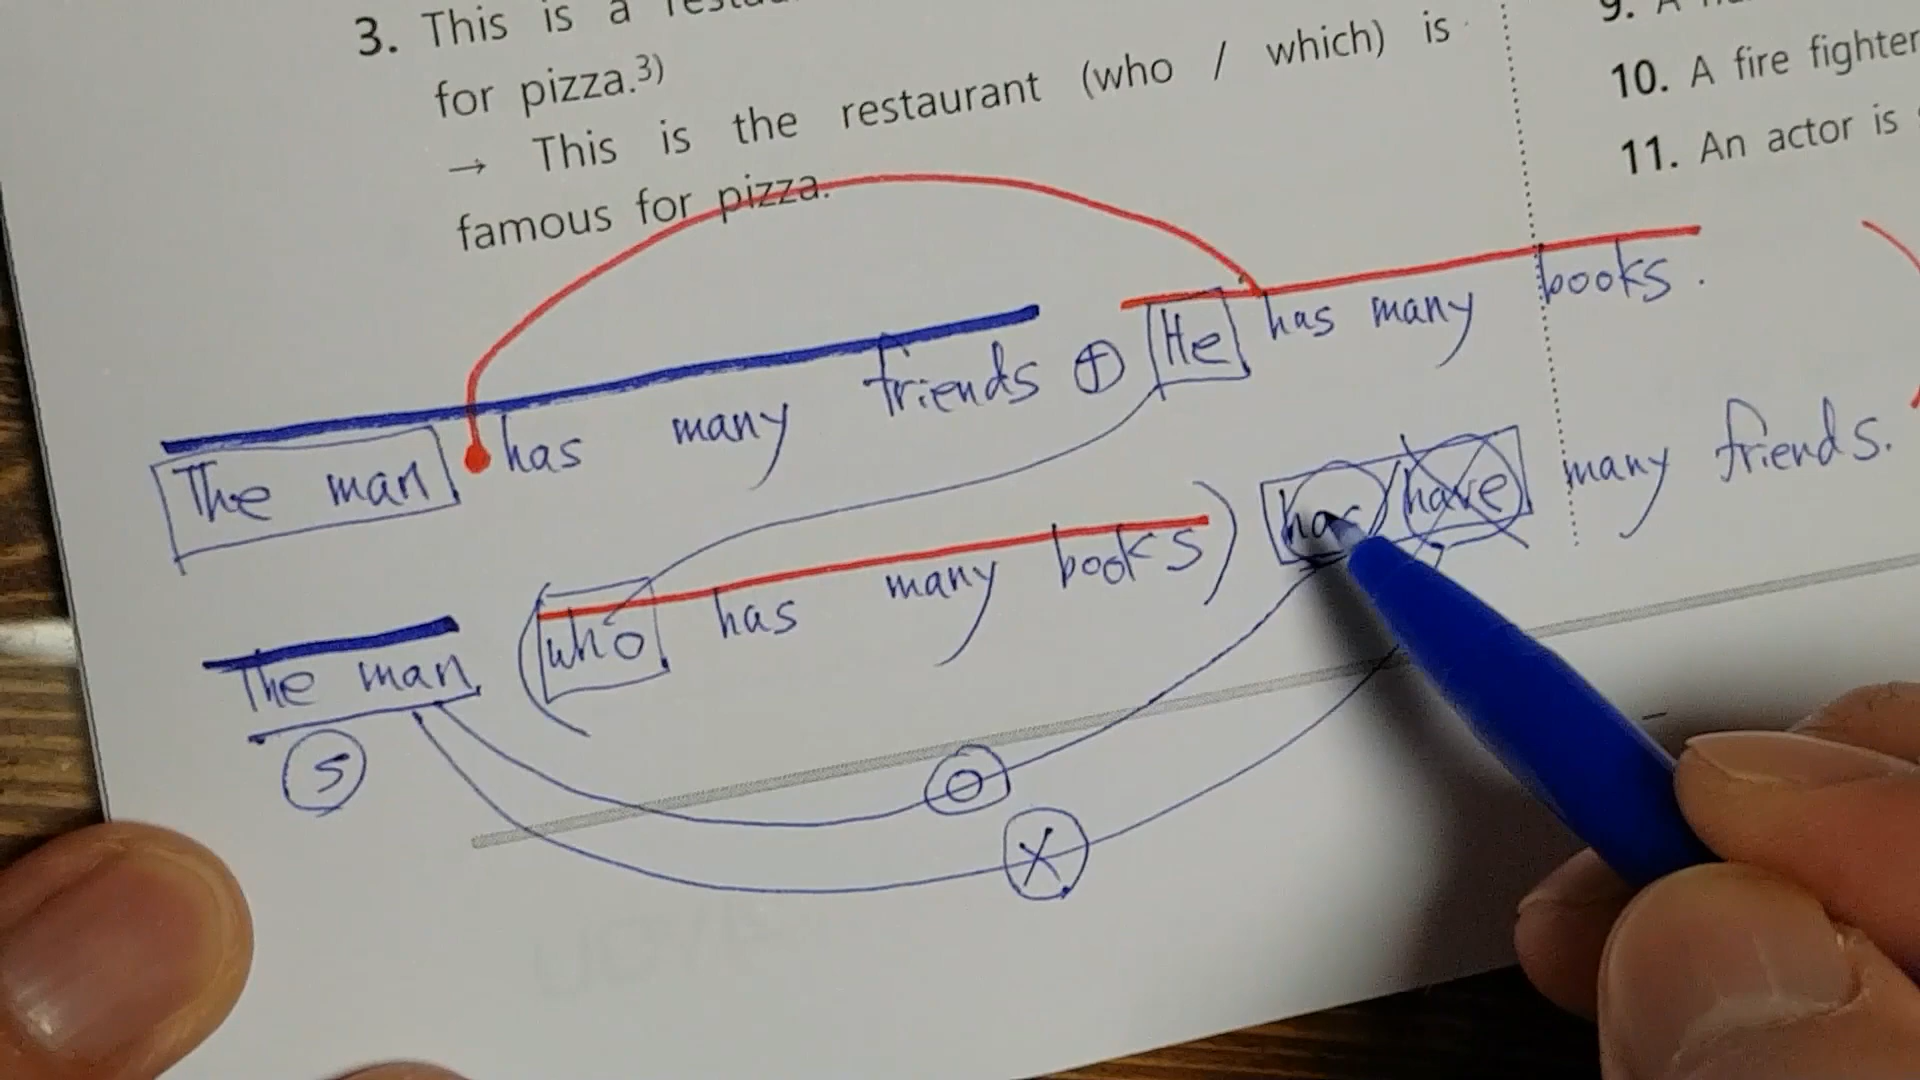 3. This is a
for pizza.3)
→ This is the restaurant (who / which) is
famous for pizza.
9. A
10. A fire fighter
11. An actor is
The man has many friends ⊕ He has many books.
The man (who has many books) has/have many friends.
S
X